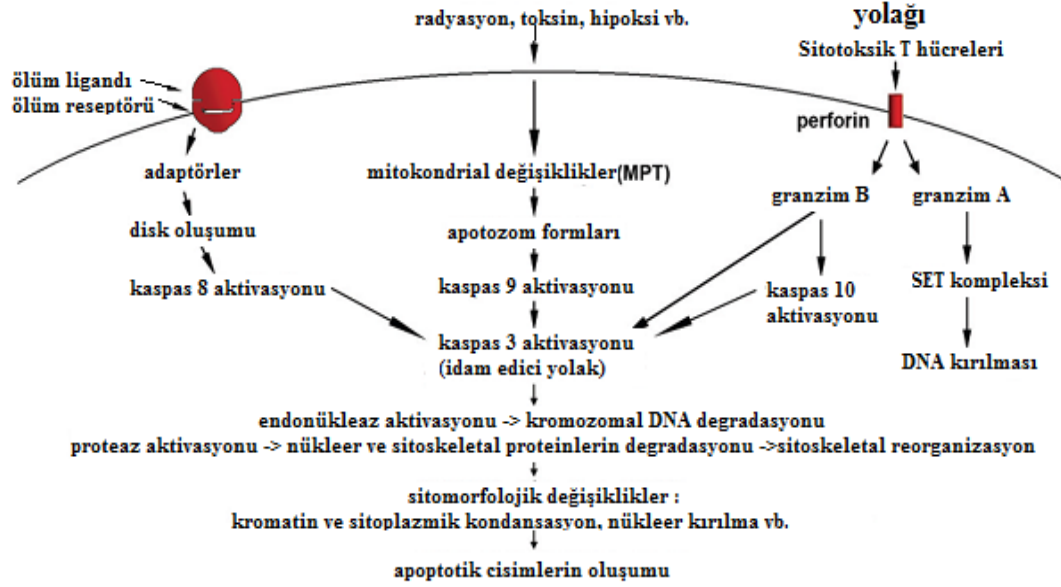 radyasyon, toksin, hipoksi vb.
yolağı
Sitotoksik T hücreleri
ölüm ligandı
ölüm reseptörü
perforin
adaptörler
mitokondrial değişiklikler(MPT)
granzim B
granzim A
disk oluşumu
apotozom formları
kaspas 8 aktivasyonu
kaspas 9 aktivasyonu
kaspas 10
aktivasyonu
SET kompleksi
kaspas 3 aktivasyonu
(idam edici yolak)
DNA kırılması
endonükleaz aktivasyonu -> kromozomal DNA degradasyonu
proteaz aktivasyonu -> nükleer ve sitoskeletal proteinlerin degradasyonu ->sitoskeletal reorganizasyon
sitomorfolojik değişiklikler :
kromatin ve sitoplazmik kondansasyon, nükleer kırılma vb.
apoptotik cisimlerin oluşumu